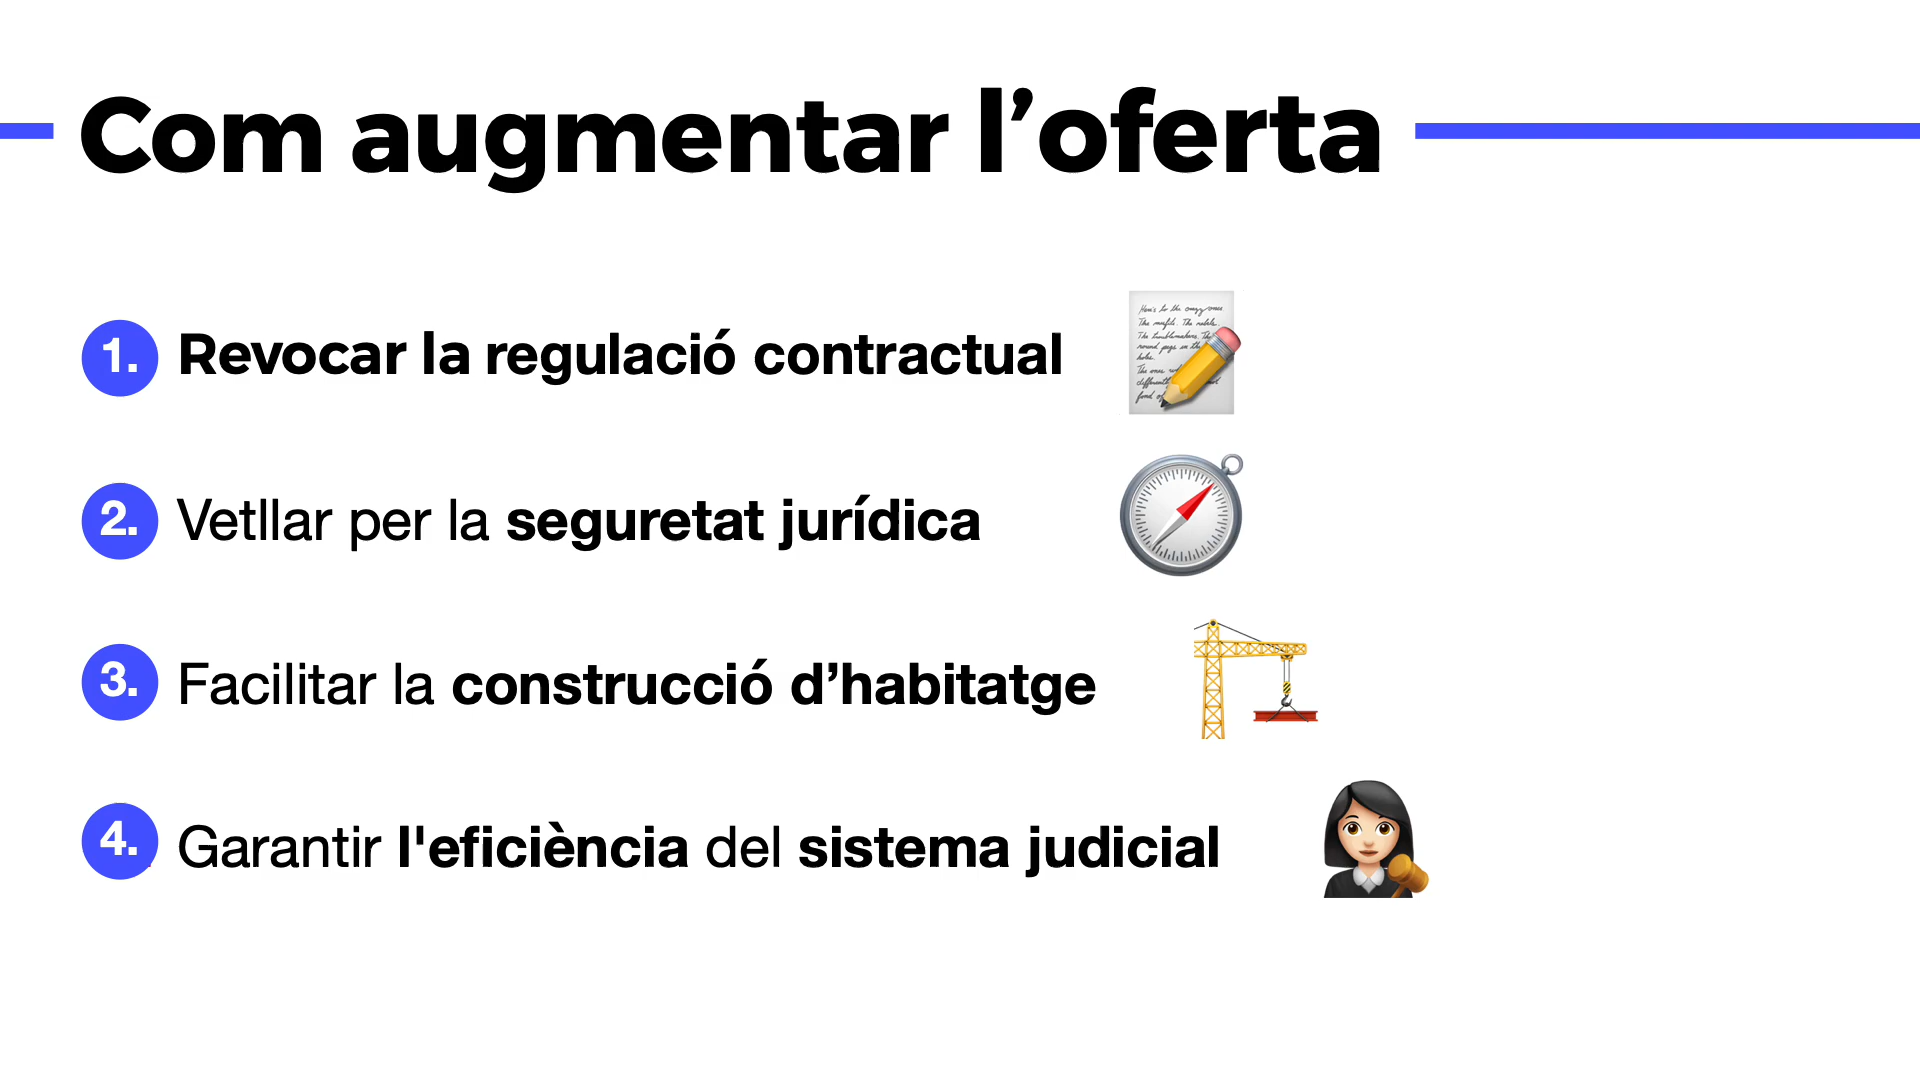 Com augmentar l’oferta
1. Revocar la regulació contractual
2. Vetllar per la seguretat jurídica
3. Facilitar la construcció d’habitatge
4. Garantir l'eficiència del sistema judicial